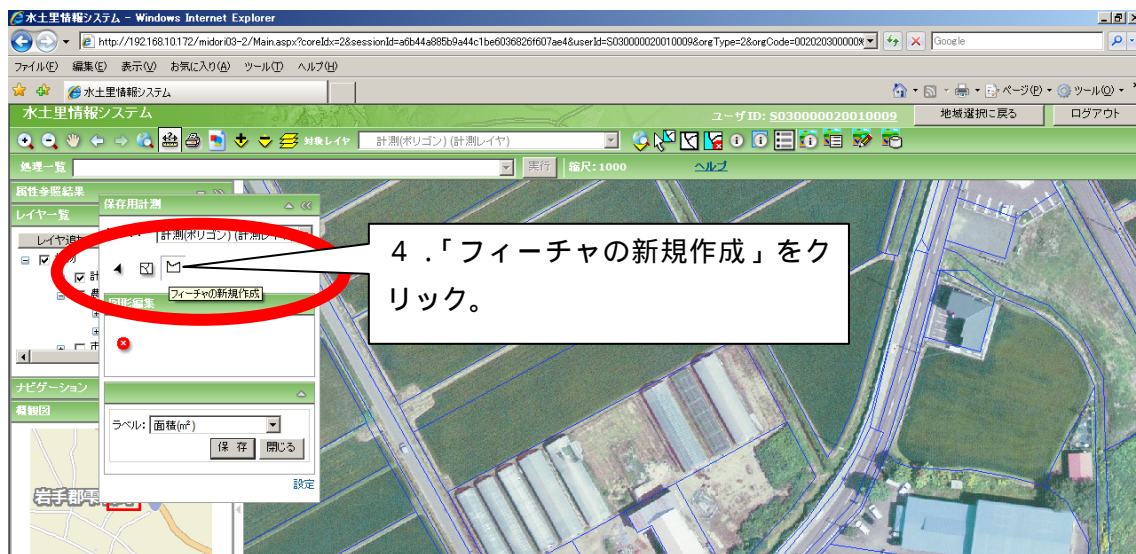 水土里情報システム - Windows Internet Explorer
http://192.168.10.172/midori03-2/Main.aspx?coreIdx=2&sessionId=a6b44a885b9a44c1be6036826f607ae4&userId=S030000020010009&orgType=2&orgCode=002020300000%
Google
ファイル(F) 編集(E) 表示(V) お気に入り(A) ツール(T) ヘルプ(H)
水土里情報システム
ページ(P) ツール(O)
水土里情報システム
ユーザID: S030000020010009 地域選択に戻る ログアウト
対象レイヤ 計測(ポリゴン)(計測レイヤ)
処理一覧 実行 縮尺:1000 ヘルプ
属性参照結果
保存用計測
レイヤ一覧
計測(ポリゴン)(計測レイヤ)
レイヤ追加
4.「フィーチャの新規作成」をク
リック。
フィーチャの新規作成
図形編集
ナビゲーション
概観図
ラベル: 面積(㎡)
保存 閉じる
設定
岩手郡雫